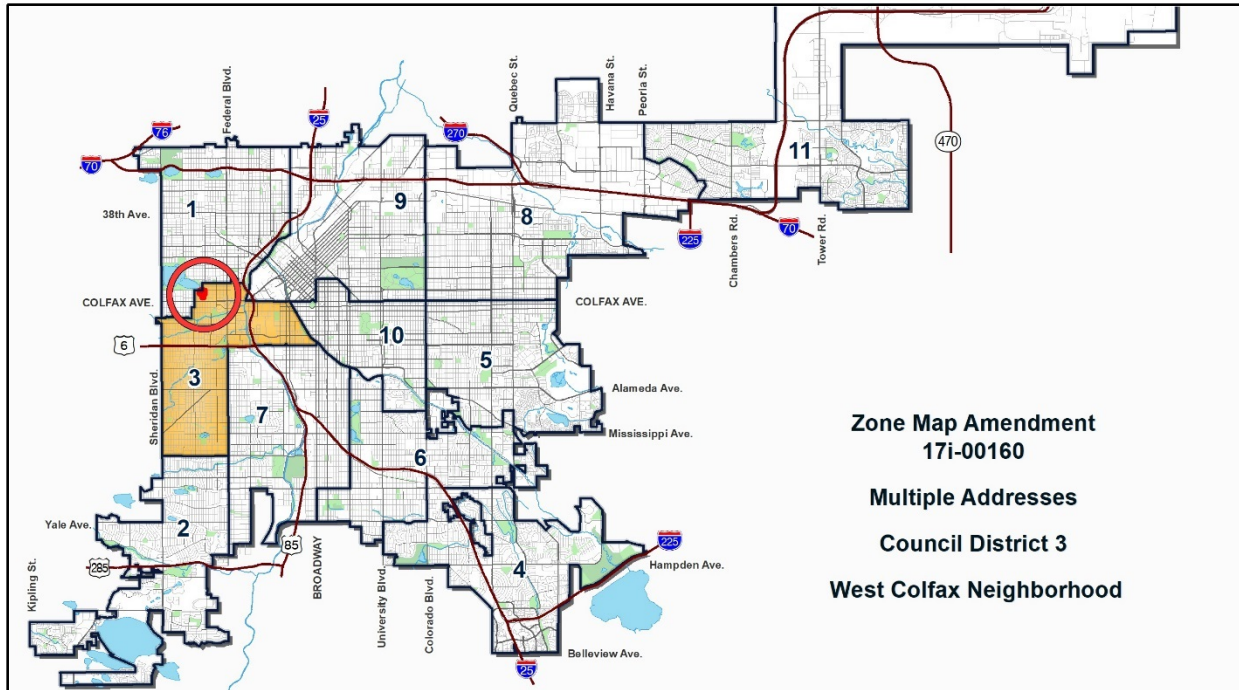 Federal Blvd.
25
76
70
270
Quebec St.
Havana St.
Peoria St.
470
11
38th Ave.
1
9
8
225
Chambers Rd.
70
Tower Rd.
COLFAX AVE.
COLFAX AVE.
6
10
5
3
Sheridan Blvd.
7
Alameda Ave.
Mississippi Ave.
6
Zone Map Amendment
17i-00160
Multiple Addresses
Council District 3
West Colfax Neighborhood
Yale Ave.
2
85
285
BROADWAY
University Blvd.
Colorado Blvd.
4
225
Hampden Ave.
Kipling St.
Belleview Ave.
25